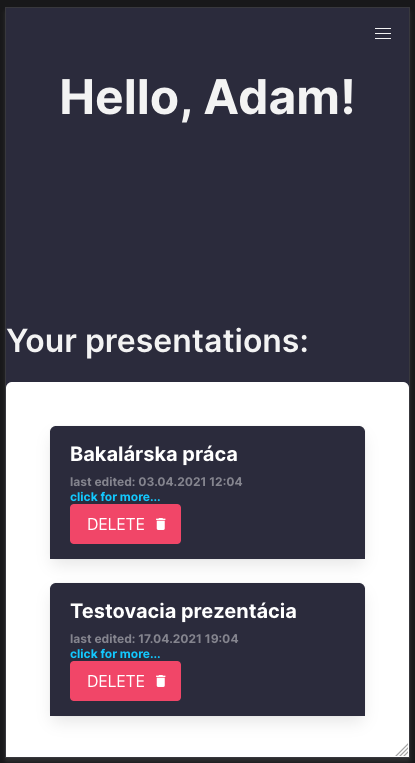 Hello, Adam!
Your presentations:
Bakalárska práca
last edited: 03.04.2021 12:04
click for more...
DELETE
Testovacia prezentácia
last edited: 17.04.2021 19:04
click for more...
DELETE